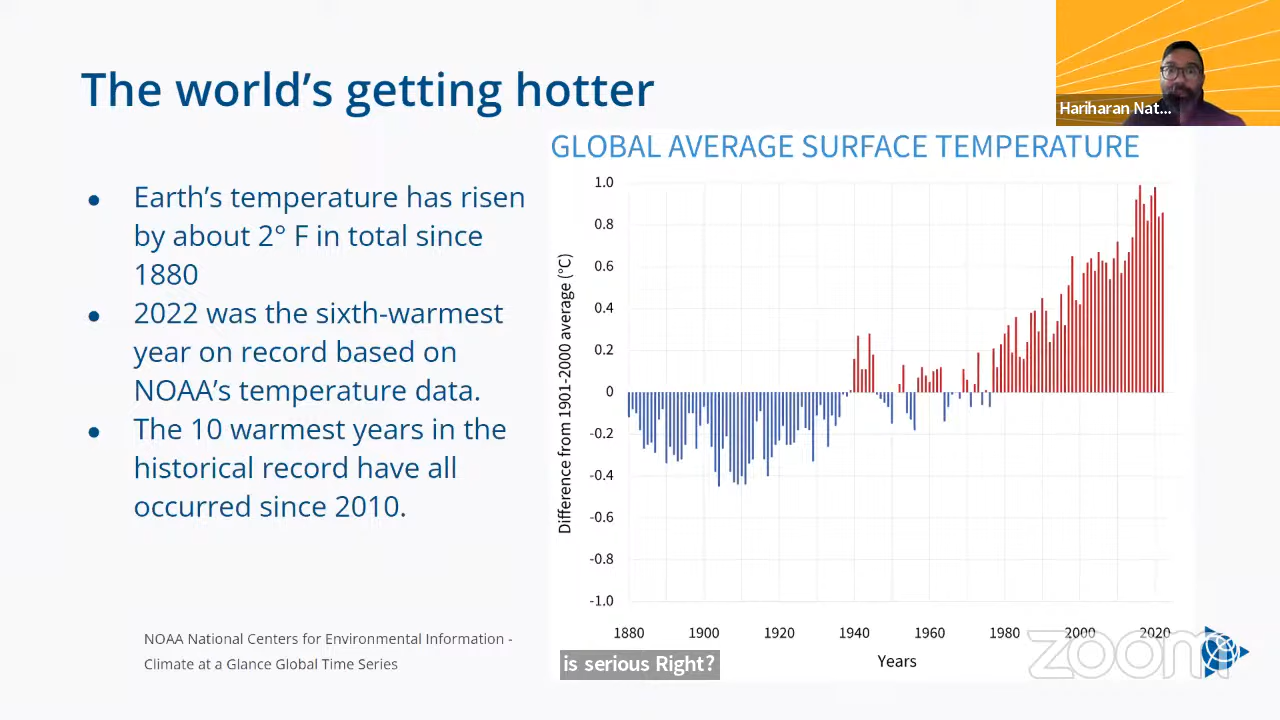 The world's getting hotter
Hariharan Nat...
● Earth's temperature has risen
by about 2° F in total since
1880
● 2022 was the sixth-warmest
year on record based on
NOAA's temperature data.
● The 10 warmest years in the
historical record have all
occurred since 2010.
NOAA National Centers for Environmental Information -
Climate at a Glance Global Time Series
GLOBAL AVERAGE SURFACE TEMPERATURE
Difference from 1901-2000 average (°C)
1.0
0.8
0.6
0.4
0.2
0
-0.2
-0.4
-0.6
-0.8
-1.0
1880 1900 1920 1940 1960 1980 2000 2020
Years
is serious Right?
zoom